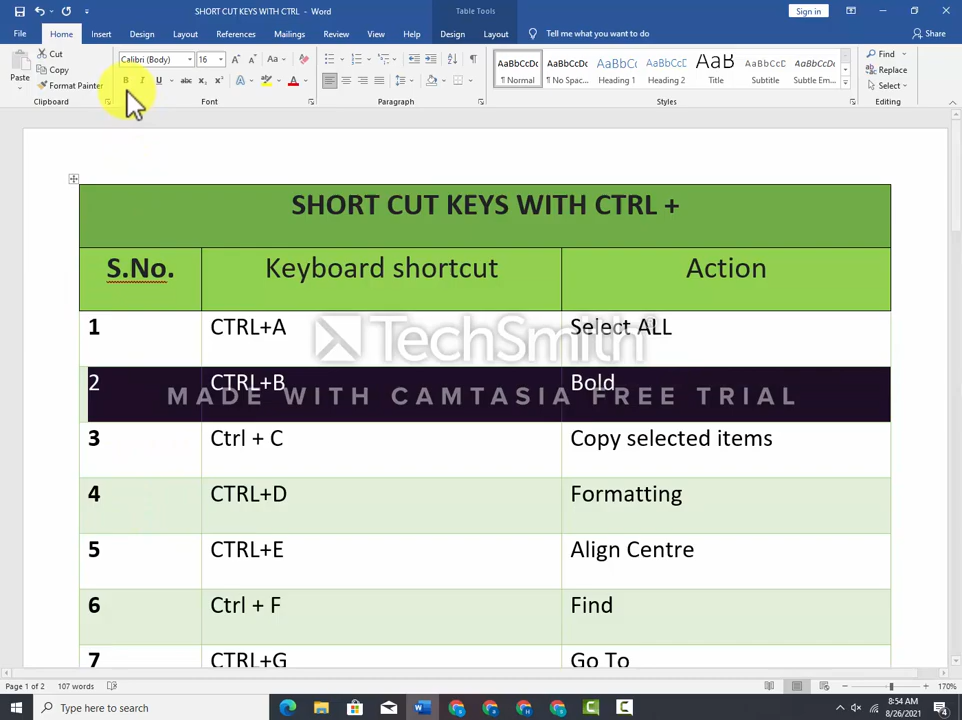 SHORT CUT KEYS WITH CTRL - Word
Table Tools
Sign in
File Home Insert Design Layout References Mailings Review View Help Design Layout Tell me what you want to do Share
Paste
Cut
Copy
Format Painter
Clipboard
Calibri (Body) 16
Font
Paragraph
AaBbCcDc AaBbCcDc AaBbCc AaBbCcC AaB AaBbCcD AaBbCcDc
¶ Normal ¶ No Spac... Heading 1 Heading 2 Title Subtitle Subtle Em...
Styles
Find
Replace
Select
Editing
SHORT CUT KEYS WITH CTRL +
S.No. Keyboard shortcut Action
1 CTRL+A Select ALL
TechSmith
2 CTRL+B Bold
MADE WITH CAMTASIA FREE TRIAL
3 Ctrl + C Copy selected items
4 CTRL+D Formatting
5 CTRL+E Align Centre
6 Ctrl + F Find
7 CTRL+G Go To
Page 1 of 2 107 words 170%
Type here to search
8:54 AM
8/26/2021
4